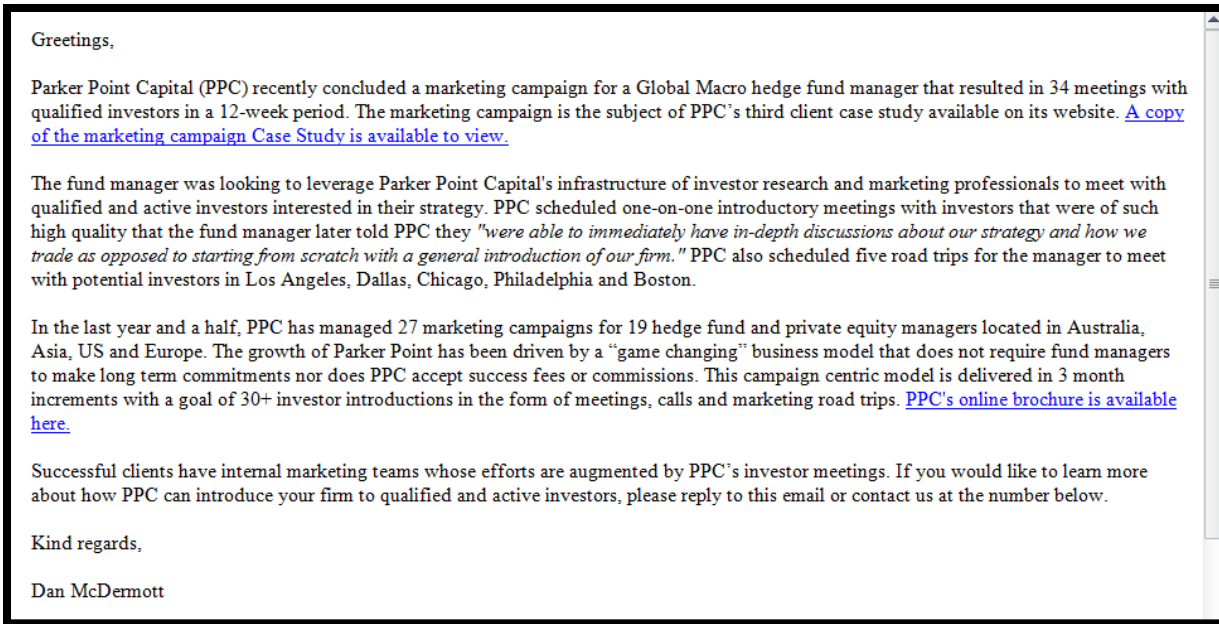 Greetings,
Parker Point Capital (PPC) recently concluded a marketing campaign for a Global Macro hedge fund manager that resulted in 34 meetings with
qualified investors in a 12-week period. The marketing campaign is the subject of PPC's third client case study available on its website. A copy
of the marketing campaign Case Study is available to view.
The fund manager was looking to leverage Parker Point Capital's infrastructure of investor research and marketing professionals to meet with
qualified and active investors interested in their strategy. PPC scheduled one-on-one introductory meetings with investors that were of such
high quality that the fund manager later told PPC they "were able to immediately have in-depth discussions about our strategy and how we
trade as opposed to starting from scratch with a general introduction of our firm." PPC also scheduled five road trips for the manager to meet
with potential investors in Los Angeles, Dallas, Chicago, Philadelphia and Boston.
In the last year and a half, PPC has managed 27 marketing campaigns for 19 hedge fund and private equity managers located in Australia,
Asia, US and Europe. The growth of Parker Point has been driven by a “game changing” business model that does not require fund managers
to make long term commitments nor does PPC accept success fees or commissions. This campaign centric model is delivered in 3 month
increments with a goal of 30+ investor introductions in the form of meetings, calls and marketing road trips. PPC's online brochure is available
here.
Successful clients have internal marketing teams whose efforts are augmented by PPC's investor meetings. If you would like to learn more
about how PPC can introduce your firm to qualified and active investors, please reply to this email or contact us at the number below.
Kind regards,
Dan McDermott